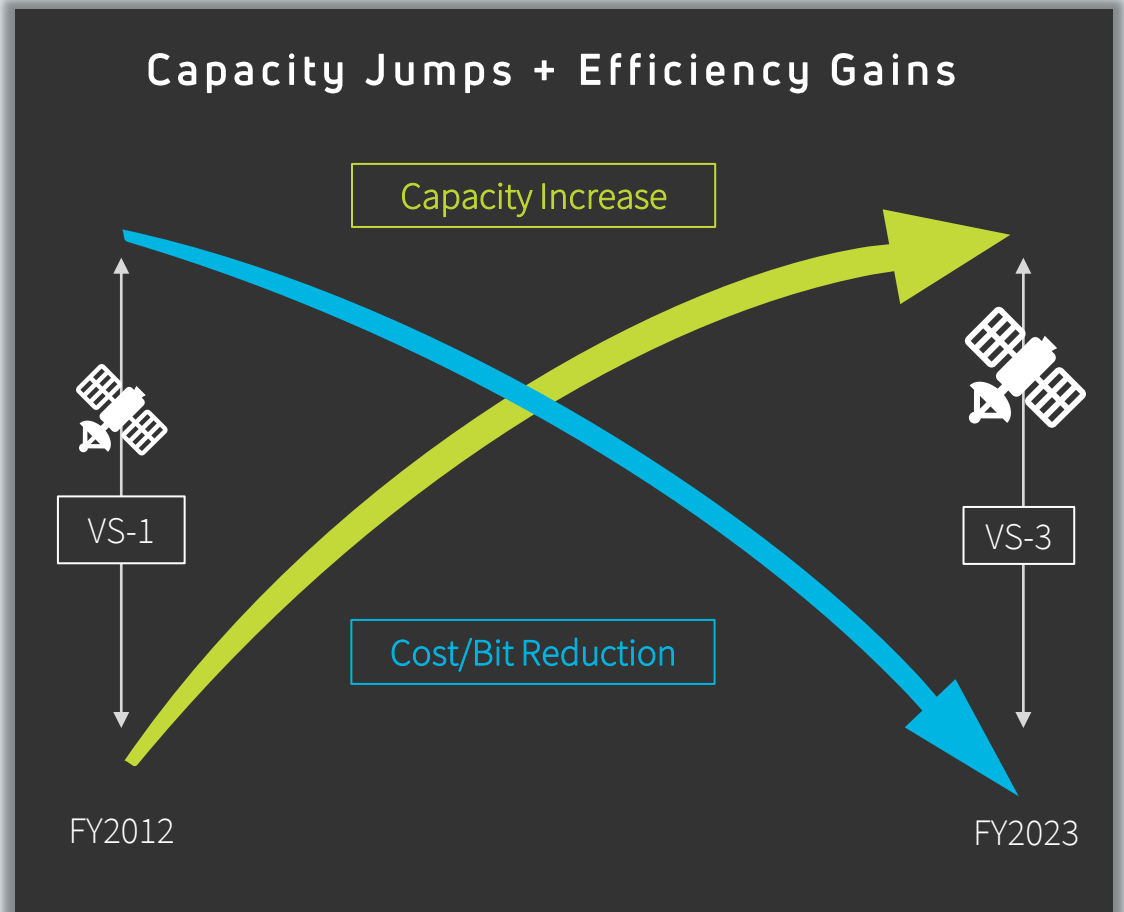 Capacity Jumps + Efficiency Gains
Capacity Increase
VS-1
VS-3
Cost/Bit Reduction
FY2012
FY2023